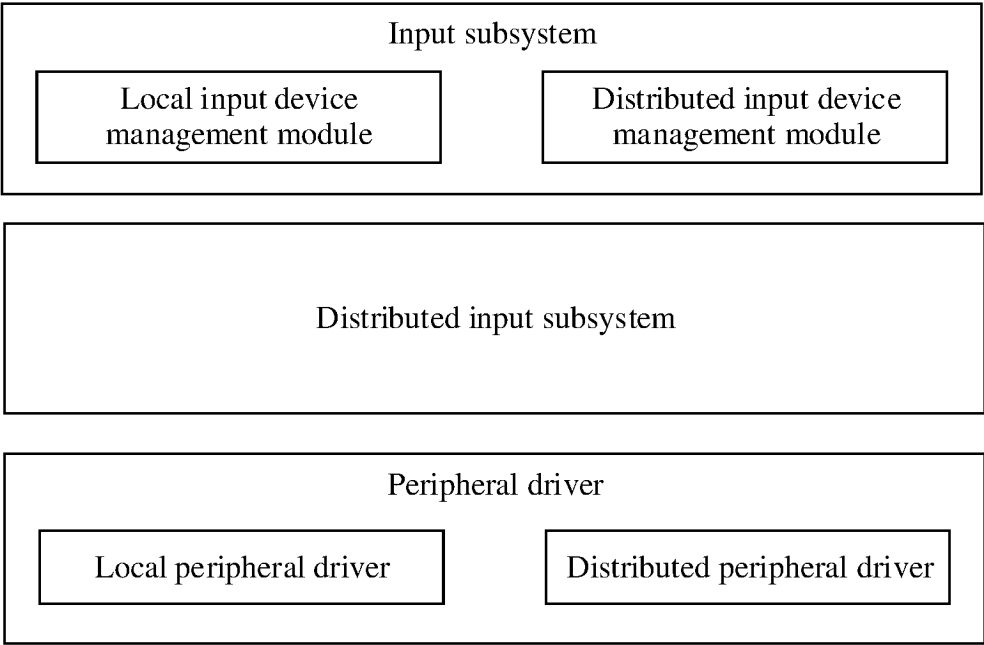 Input subsystem
Local input device
management module
Distributed input device
management module
Distributed input subsystem
Peripheral driver
Local peripheral driver
Distributed peripheral driver